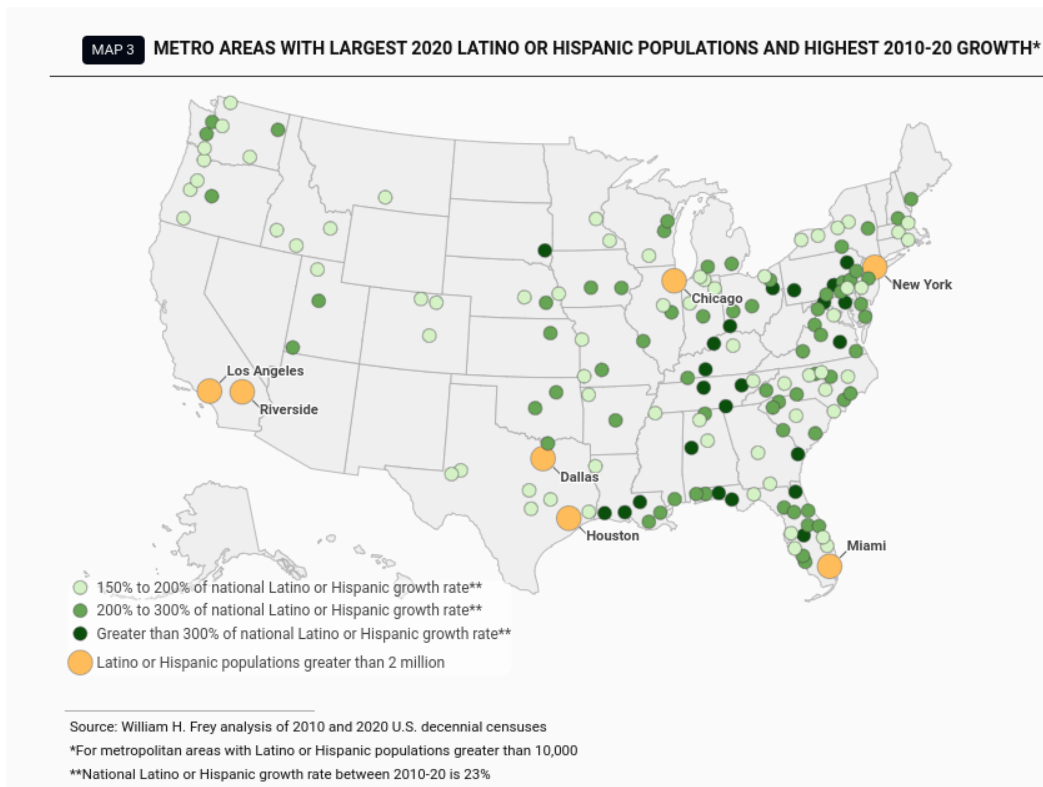 MAP 3 METRO AREAS WITH LARGEST 2020 LATINO OR HISPANIC POPULATIONS AND HIGHEST 2010-20 GROWTH*
New York
Chicago
Los Angeles
Riverside
Dallas
Houston
Miami
150% to 200% of national Latino or Hispanic growth rate**
200% to 300% of national Latino or Hispanic growth rate**
Greater than 300% of national Latino or Hispanic growth rate**
Latino or Hispanic populations greater than 2 million
Source: William H. Frey analysis of 2010 and 2020 U.S. decennial censuses
*For metropolitan areas with Latino or Hispanic populations greater than 10,000
**National Latino or Hispanic growth rate between 2010-20 is 23%